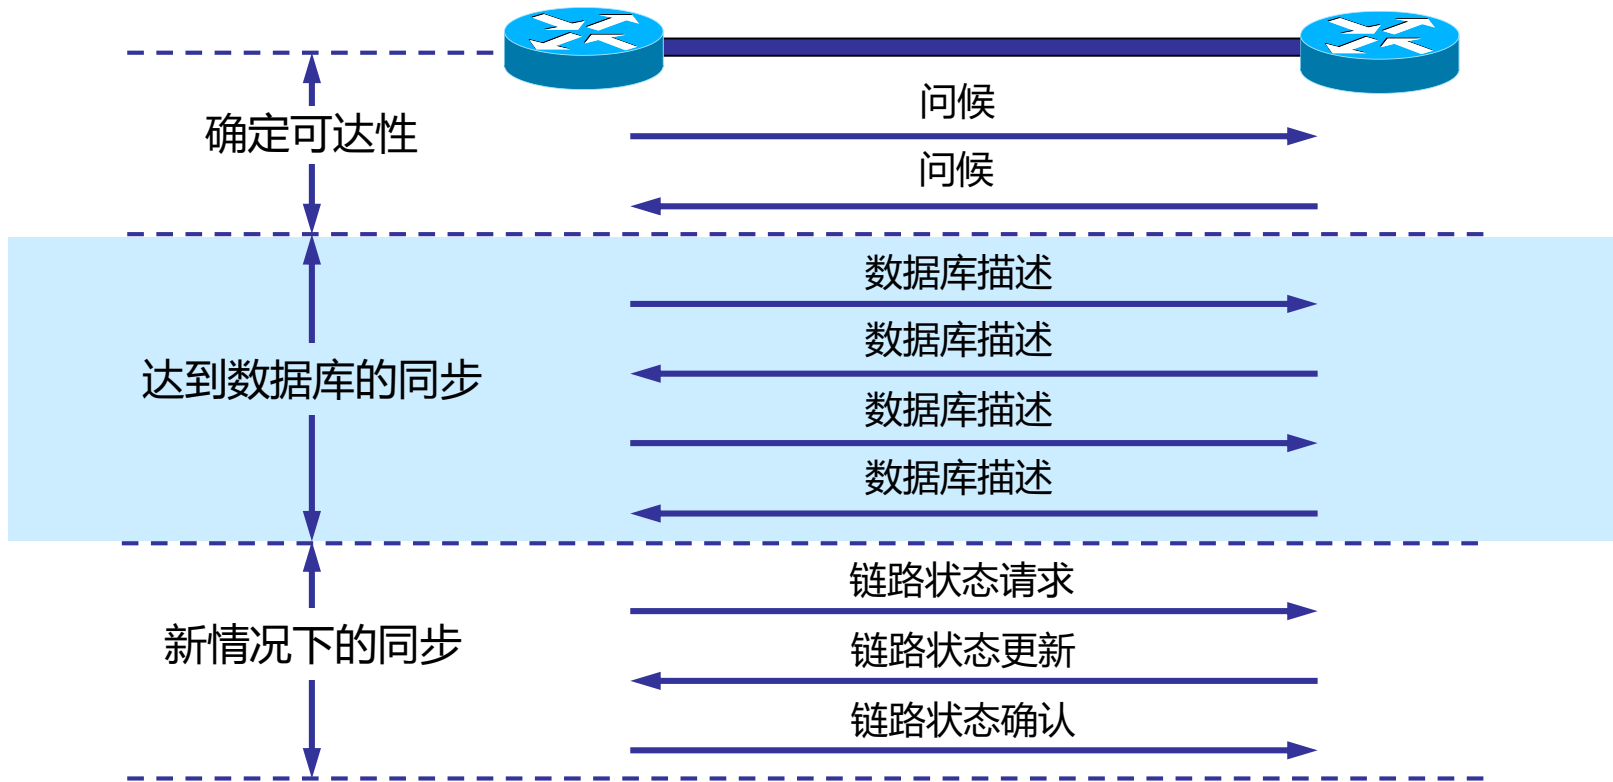 问候
确定可达性
问候
数据库描述
数据库描述
达到数据库的同步
数据库描述
数据库描述
链路状态请求
新情况下的同步
链路状态更新
链路状态确认